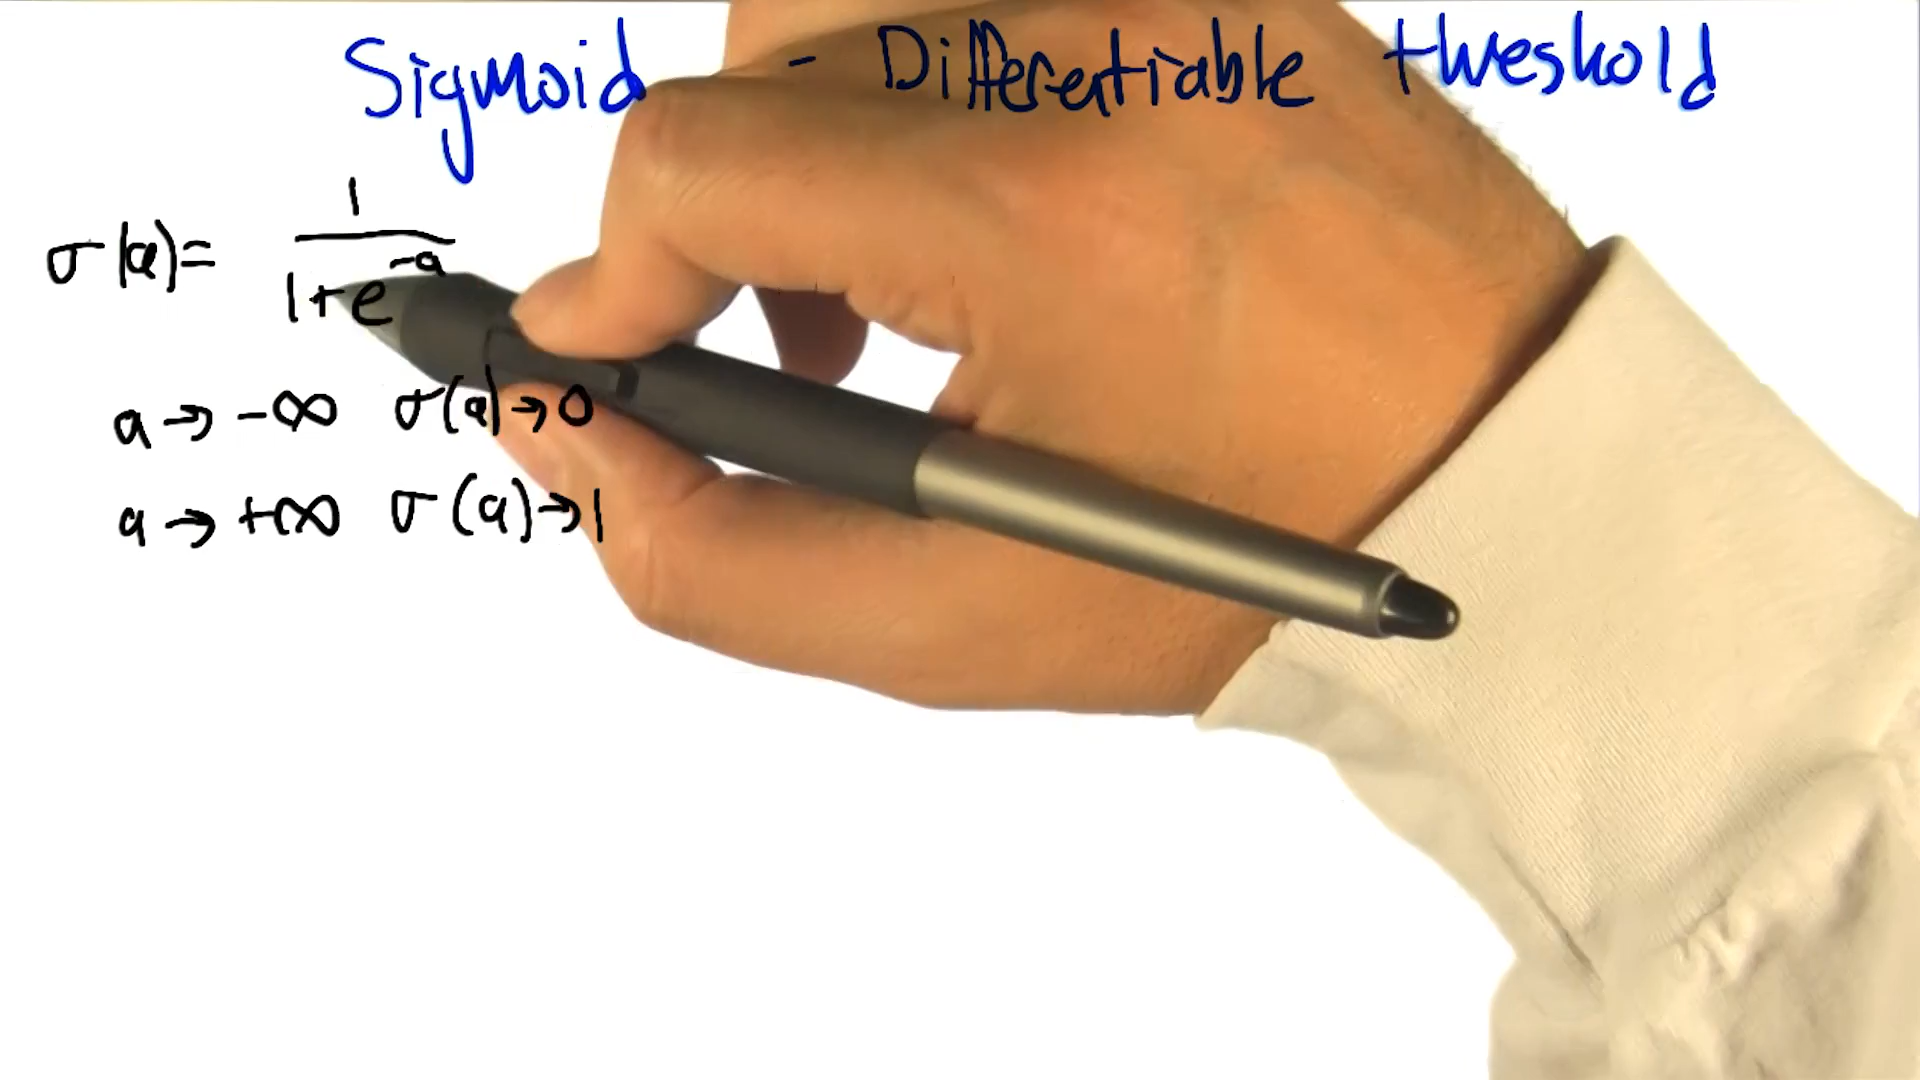 Sigmoid - Differentiable threshold
σ(a) = 1 / (1+e^-a)
a → -∞ σ(a) → 0
a → +∞ σ(a) → 1